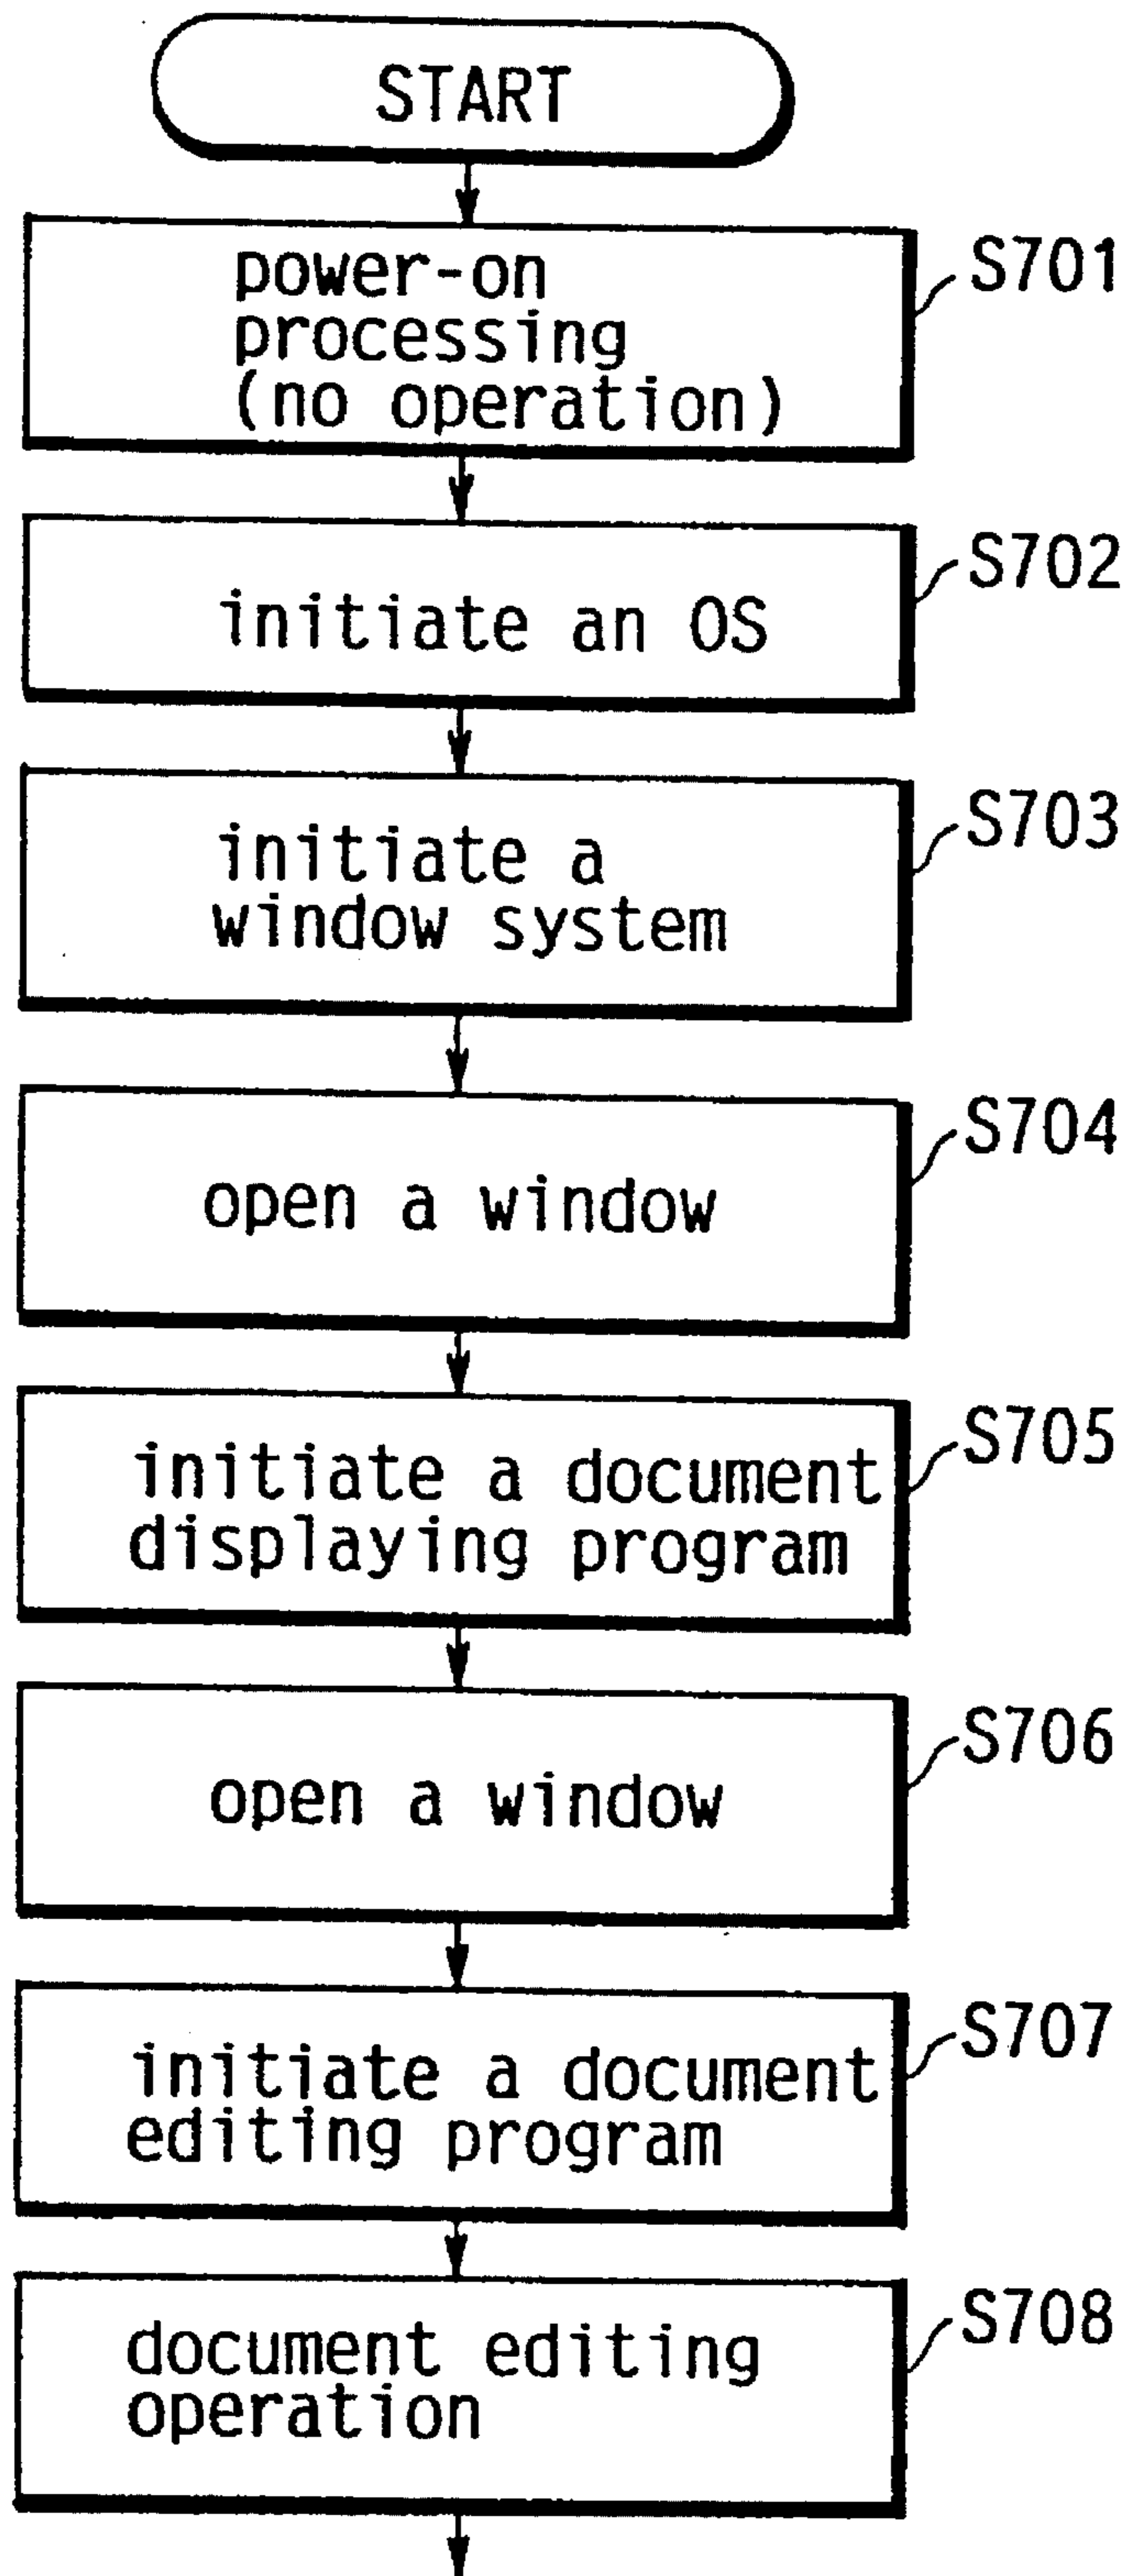 START
power-on
processing
(no operation)
S701
initiate an OS
S702
initiate a
window system
S703
open a window
S704
initiate a document
displaying program
S705
open a window
S706
initiate a document
editing program
S707
document editing
operation
S708